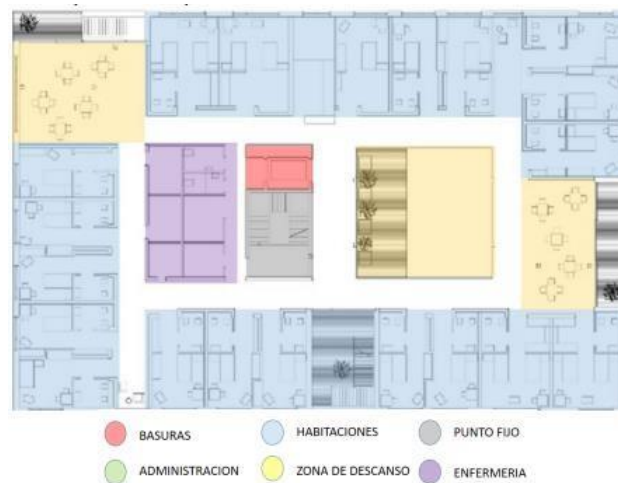 BASURAS
HABITACIONES
PUNTO FIJO
ADMINISTRACION
ZONA DE DESCANSO
ENFERMERIA